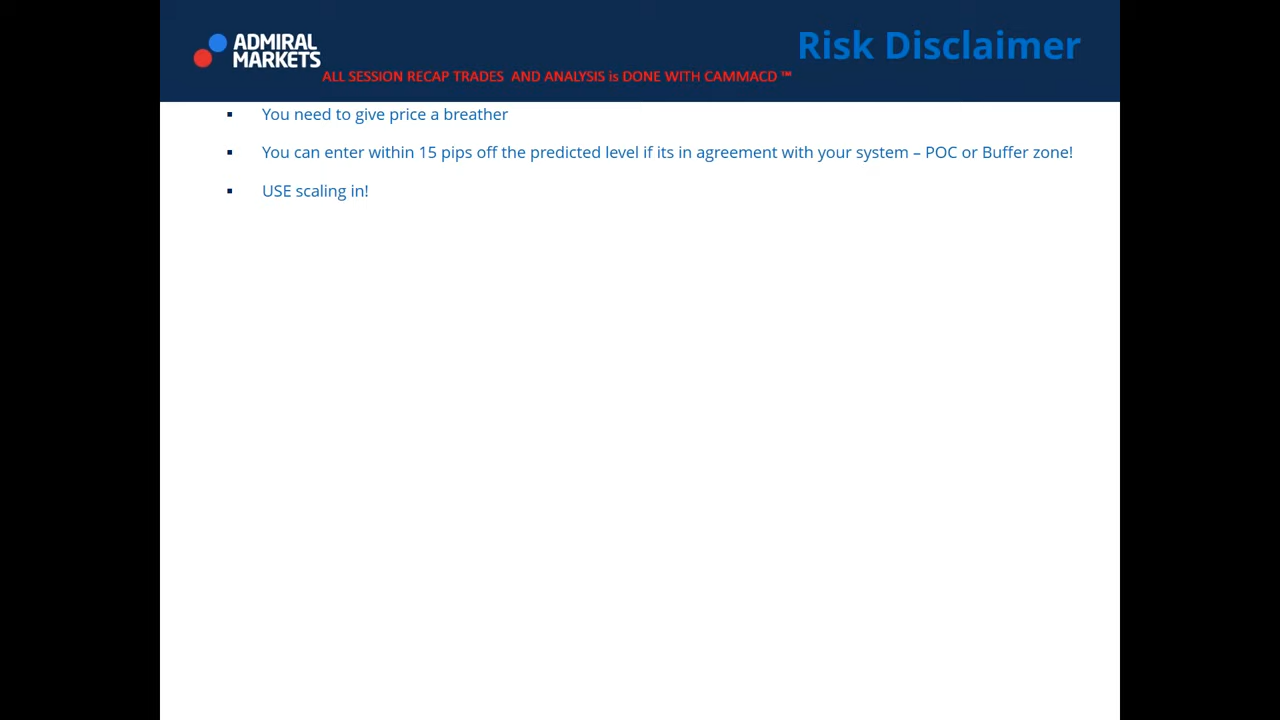 ADMIRAL
MARKETS
Risk Disclaimer
ALL SESSION RECAP TRADES AND ANALYSIS is DONE WITH CAMMACD ™
▪ You need to give price a breather
▪ You can enter within 15 pips off the predicted level if its in agreement with your system – POC or Buffer zone!
▪ USE scaling in!